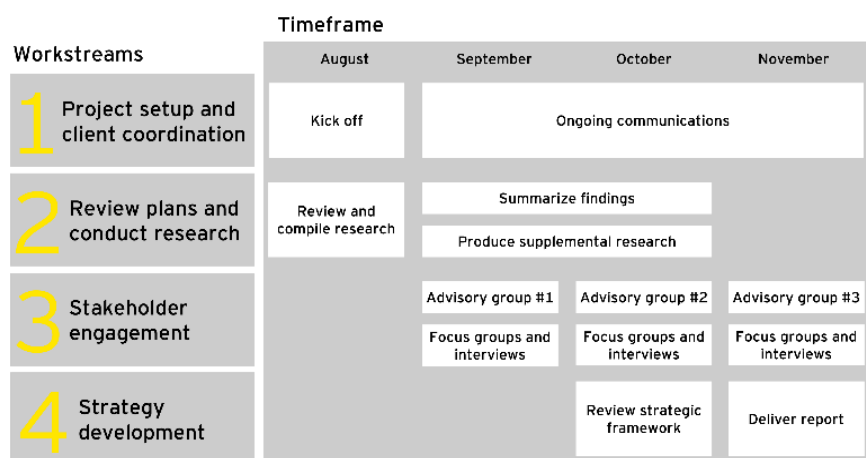 Timeframe
Workstreams
August
September
October
November
1
Project setup and
client coordination
Kick off
Ongoing communications
2
Review plans and
conduct research
Review and
compile research
Summarize findings
Produce supplemental research
3
Stakeholder
engagement
Advisory group #1
Advisory group #2
Advisory group #3
Focus groups and
interviews
Focus groups and
interviews
Focus groups and
interviews
4
Strategy
development
Review strategic
framework
Deliver report